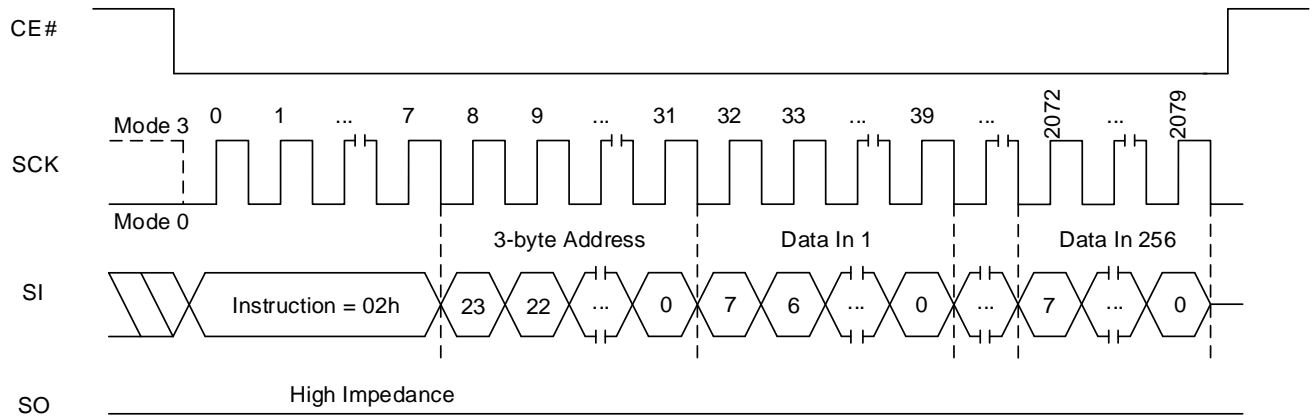 CE#
0 1 ... 7 8 9 ... 31 32 33 ... 39 ... 2072 ... 2079
Mode 3
SCK
Mode 0
3-byte Address Data In 1 Data In 256
SI
Instruction = 02h 23 22 ... 0 7 6 ... 0 ... 7 ... 0
High Impedance
SO